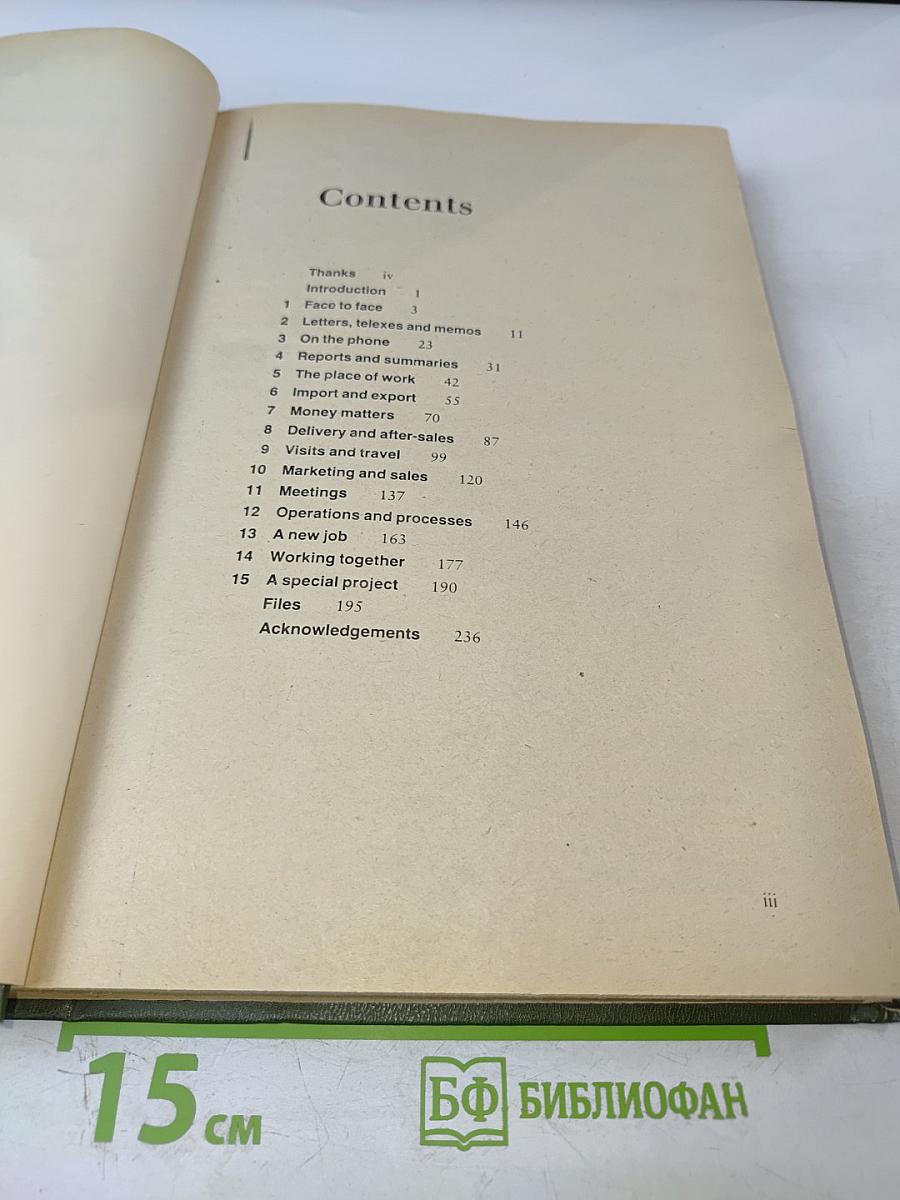 Contents
Thanks iv
Introduction 1
1 Face to face 3
2 Letters, telexes and memos 11
3 On the phone 23
4 Reports and summaries 31
5 The place of work 42
6 Import and export 55
7 Money matters 70
8 Delivery and after-sales 87
9 Visits and travel 99
10 Marketing and sales 120
11 Meetings 137
12 Operations and processes 146
13 A new job 163
14 Working together 177
15 A special project 190
Files 195
Acknowledgements 236
iii
15 см
БФ БИБЛИОФАН